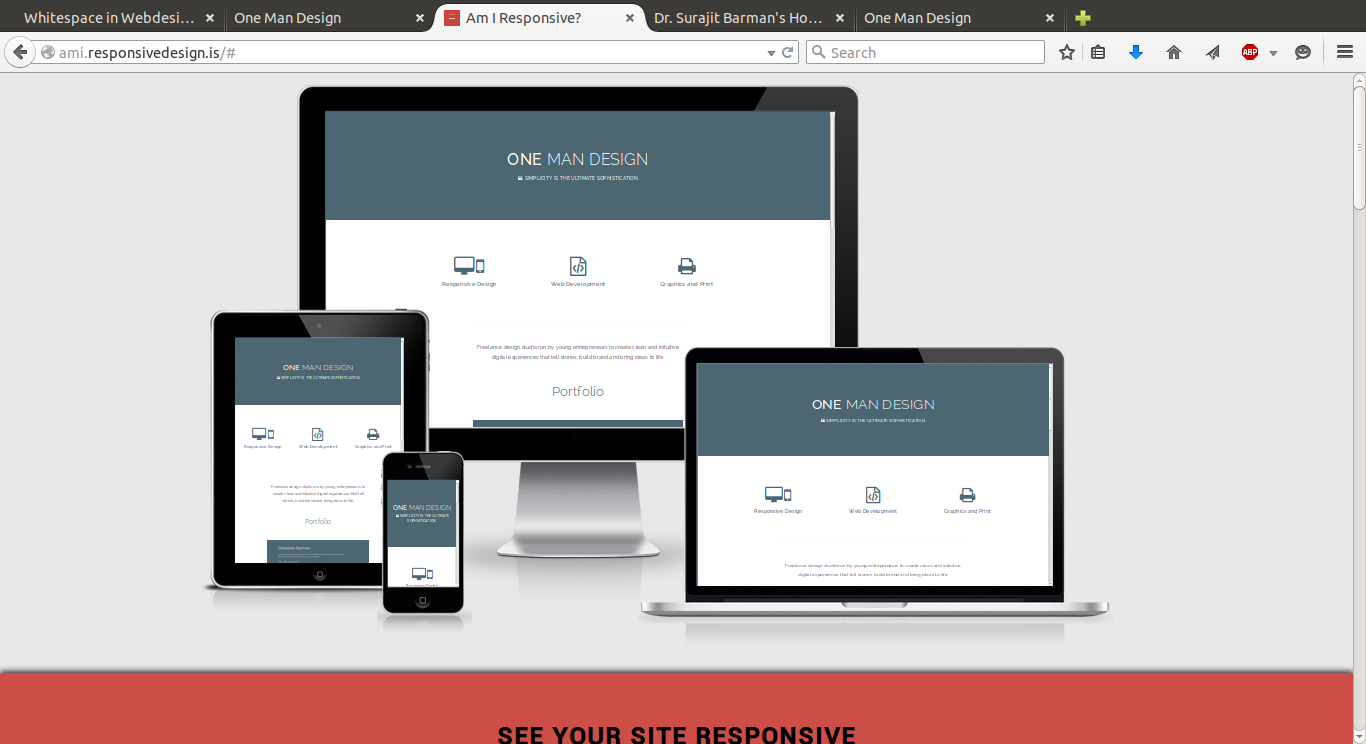 Whitespace in Webdesi...
One Man Design
Am I Responsive?
Dr. Surajit Barman's Ho...
One Man Design
ami.responsivedesign.is/#
Search
ABP
ONE MAN DESIGN
❝ SIMPLICITY IS THE ULTIMATE SOPHISTICATION.
Responsive Design
Web Development
Graphics and Print
Freelance design studio run by young entrepreneurs to create clean and intuitive
digital experiences that tell stories, build brand and bring ideas to life.
Portfolio
ONE MAN DESIGN
❝ SIMPLICITY IS THE ULTIMATE SOPHISTICATION.
Responsive Design
Web Development
Graphics and Print
Freelance design studio run by young entrepreneurs to
create clean and intuitive digital experiences that tell
stories, build brand and bring ideas to life.
Portfolio
ONE MAN DESIGN
❝ SIMPLICITY IS THE ULTIMATE
SOPHISTICATION.
ONE MAN DESIGN
❝ SIMPLICITY IS THE ULTIMATE SOPHISTICATION.
Responsive Design
Web Development
Graphics and Print
Freelance design studio run by young entrepreneurs to create clean and intuitive
digital experiences that tell stories, build brand and bring ideas to life.
SEE YOUR SITE RESPONSIVE